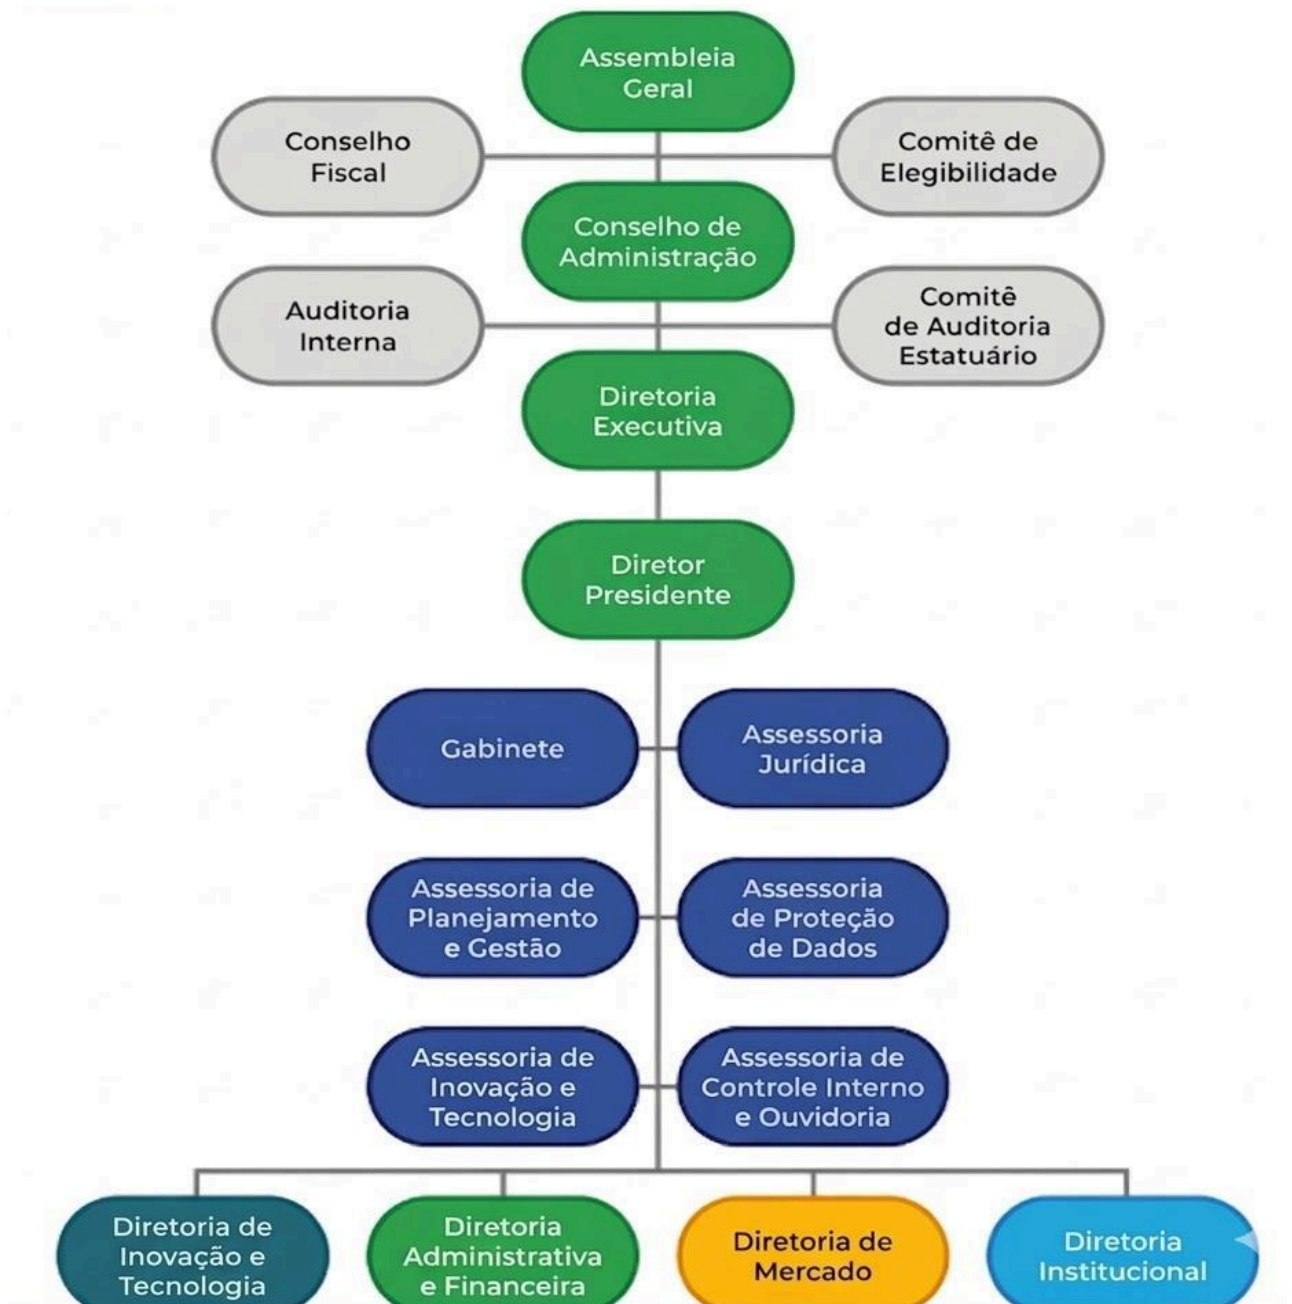 Assembleia
Geral
Conselho
Fiscal
Comitê de
Elegibilidade
Conselho de
Administração
Auditoria
Interna
Comitê
de Auditoria
Estatuário
Diretoria
Executiva
Diretor
Presidente
Gabinete
Assessoria
Jurídica
Assessoria de
Planejamento
e Gestão
Assessoria
de Proteção
de Dados
Assessoria de
Inovação e
Tecnologia
Assessoria de
Controle Interno
e Ouvidoria
Diretoria de
Inovação e
Tecnologia
Diretoria
Administrativa
e Financeira
Diretoria de
Mercado
Diretoria
Institucional